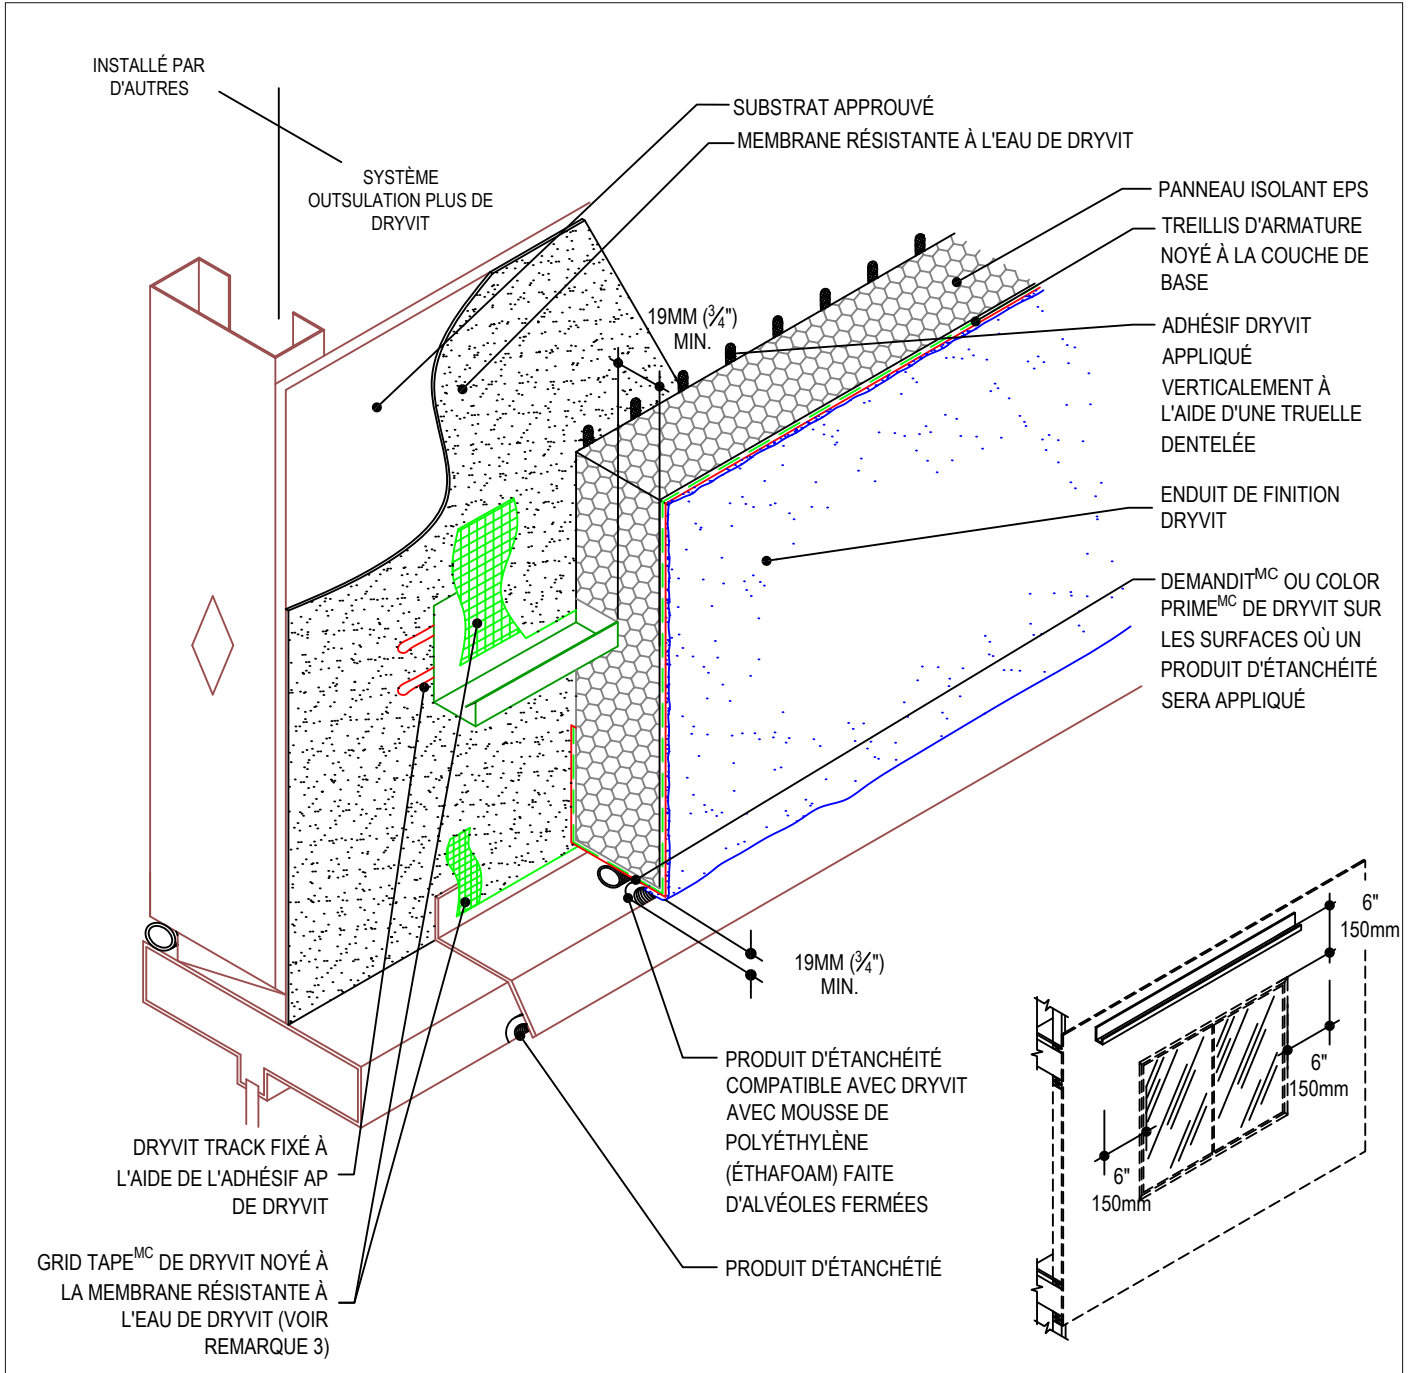 INSTALLÉ PAR
D'AUTRES
SYSTÈME
OUTSULATION PLUS DE
DRYVIT
SUBSTRAT APPROUVÉ
MEMBRANE RÉSISTANTE À L'EAU DE DRYVIT
PANNEAU ISOLANT EPS
TREILLIS D'ARMATURE
NOYÉ À LA COUCHE DE
BASE
19MM (3/4")
MIN.
ADHÉSIF DRYVIT
APPLIQUÉ
VERTICALEMENT À
L'AIDE D'UNE TRUELLE
DENTELÉE
ENDUIT DE FINITION
DRYVIT
DEMANDIT^MC OU COLOR
PRIME^MC DE DRYVIT SUR
LES SURFACES OÙ UN
PRODUIT D'ÉTANCHÉITÉ
SERA APPLIQUÉ
19MM (3/4")
MIN.
6"
150mm
6"
150mm
6"
150mm
PRODUIT D'ÉTANCHÉITÉ
COMPATIBLE AVEC DRYVIT
AVEC MOUSSE DE
POLYÉTHYLÈNE
(ÉTHAFOAM) FAITE
D'ALVÉOLES FERMÉES
PRODUIT D'ÉTANCHÉTIÉ
DRYVIT TRACK FIXÉ À
L'AIDE DE L'ADHÉSIF AP
DE DRYVIT
GRID TAPE^MC DE DRYVIT NOYÉ À
LA MEMBRANE RÉSISTANTE À
L'EAU DE DRYVIT (VOIR
REMARQUE 3)